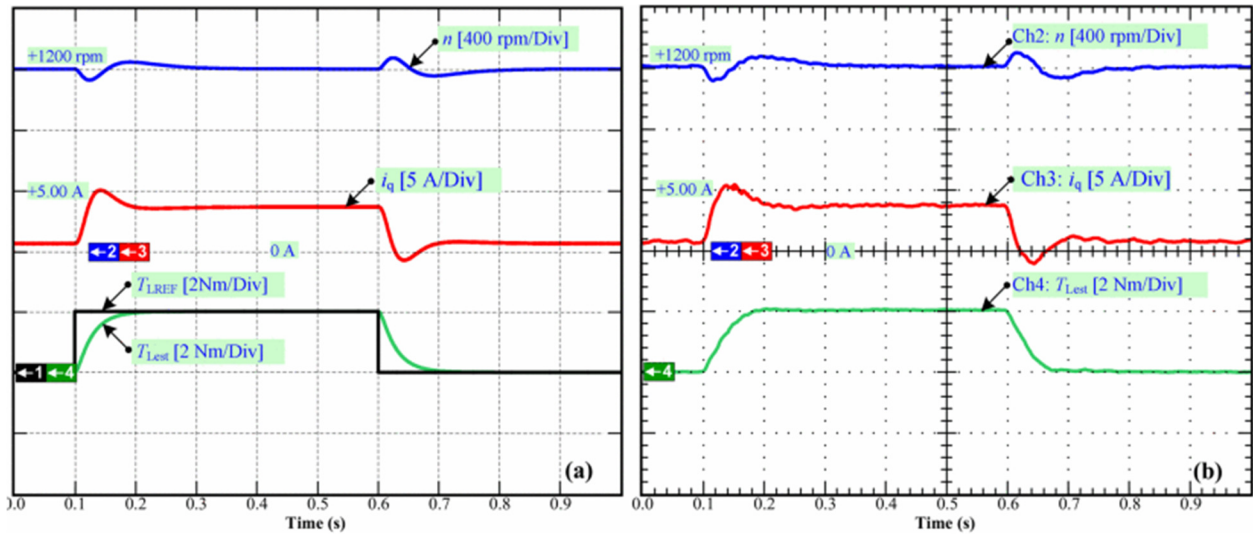 n [400 rpm/Div]
+1200 rpm
iq [5 A/Div]
+5.00 A
←2 ←3
0 A
TLREF [2Nm/Div]
TLest [2 Nm/Div]
←1 ←4
(a)
0.0 0.1 0.2 0.3 0.4 0.5 0.6 0.7 0.8 0.9
Time (s)
Ch2: n [400 rpm/Div]
+1200 rpm
Ch3: iq [5 A/Div]
+5.00 A
←2 ←3
0 A
Ch4: TLest [2 Nm/Div]
←4
(b)
0.0 0.1 0.2 0.3 0.4 0.5 0.6 0.7 0.8 0.9
Time (s)